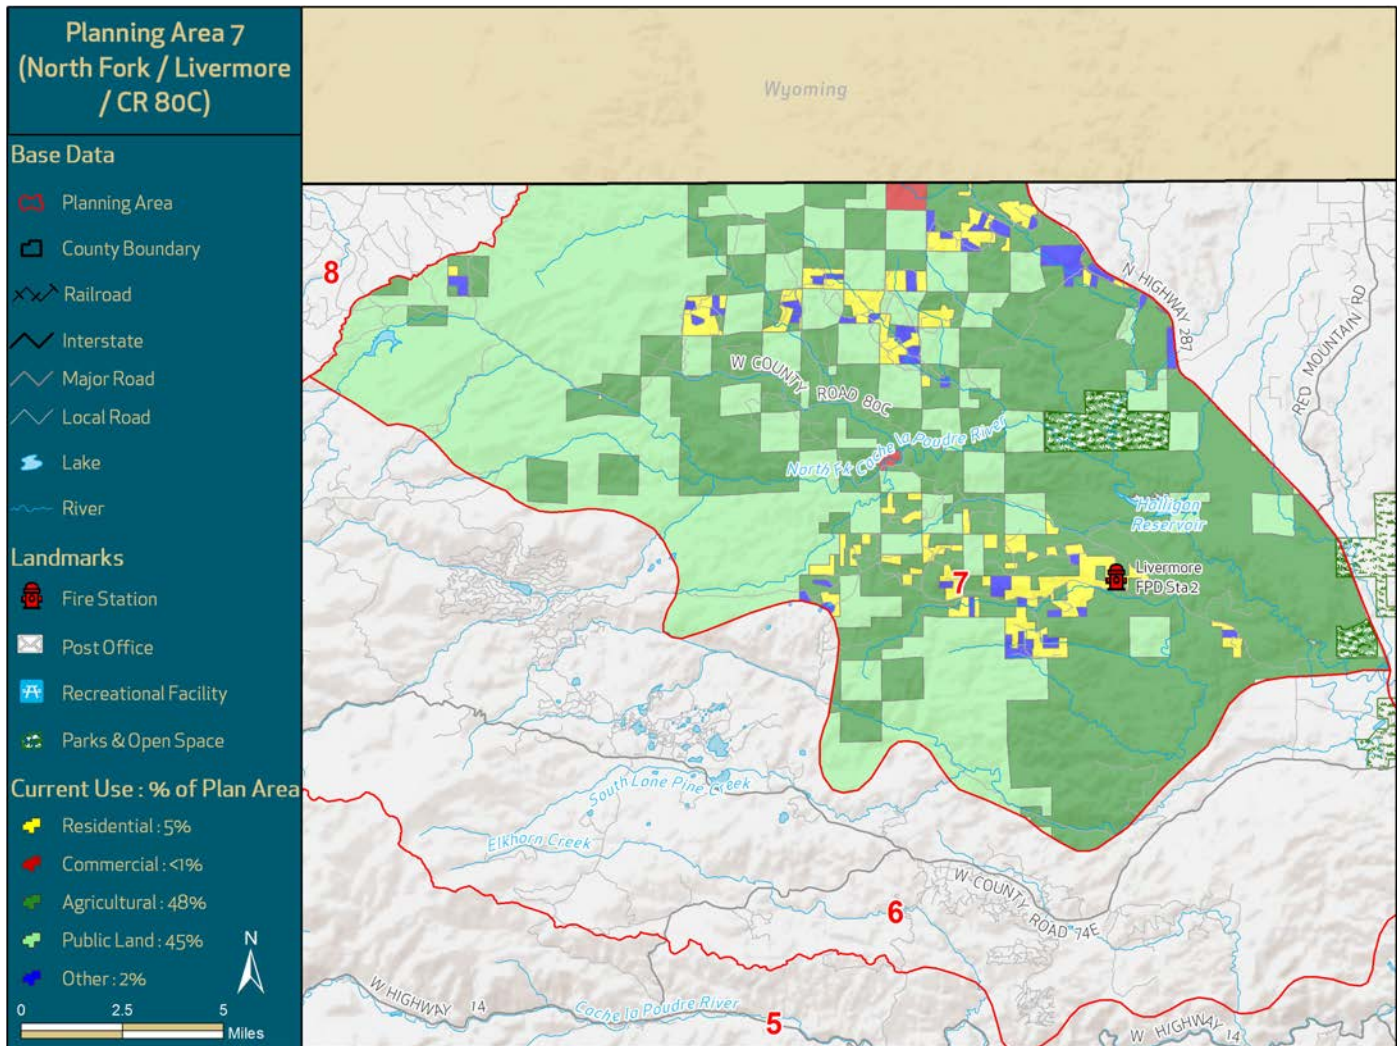 Planning Area 7
(North Fork / Livermore
/ CR 80C)
Base Data
Planning Area
County Boundary
Railroad
Interstate
Major Road
Local Road
Lake
River
Landmarks
Fire Station
Post Office
Recreational Facility
Parks & Open Space
Current Use : % of Plan Area
Residential : 5%
Commercial : <1%
Agricultural : 48%
Public Land : 45%
Other : 2%
N
0 2.5 5
Miles
Wyoming
8
N HIGHWAY 287
RED MOUNTAIN RD
W COUNTY ROAD 80C
North Fk Cache la Poudre River
Halligan
Reservoir
7
Livermore
FPD Sta 2
South Lone Pine Creek
Elkhorn Creek
W COUNTY ROAD 74E
6
W HIGHWAY 14
Cache la Poudre River
5
W HIGHWAY 14